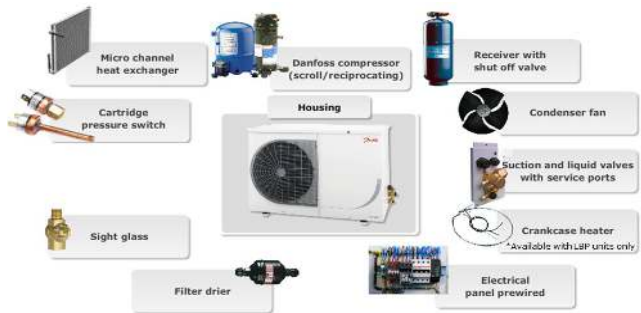 Micro channel
heat exchanger
Danfoss compressor
(scroll/reciprocating)
Receiver with
shut off valve
Cartridge
pressure switch
Housing
Condenser fan
Suction and liquid valves
with service ports
Sight glass
Crankcase heater
*Available with LBP units only
Filter drier
Electrical
panel prewired